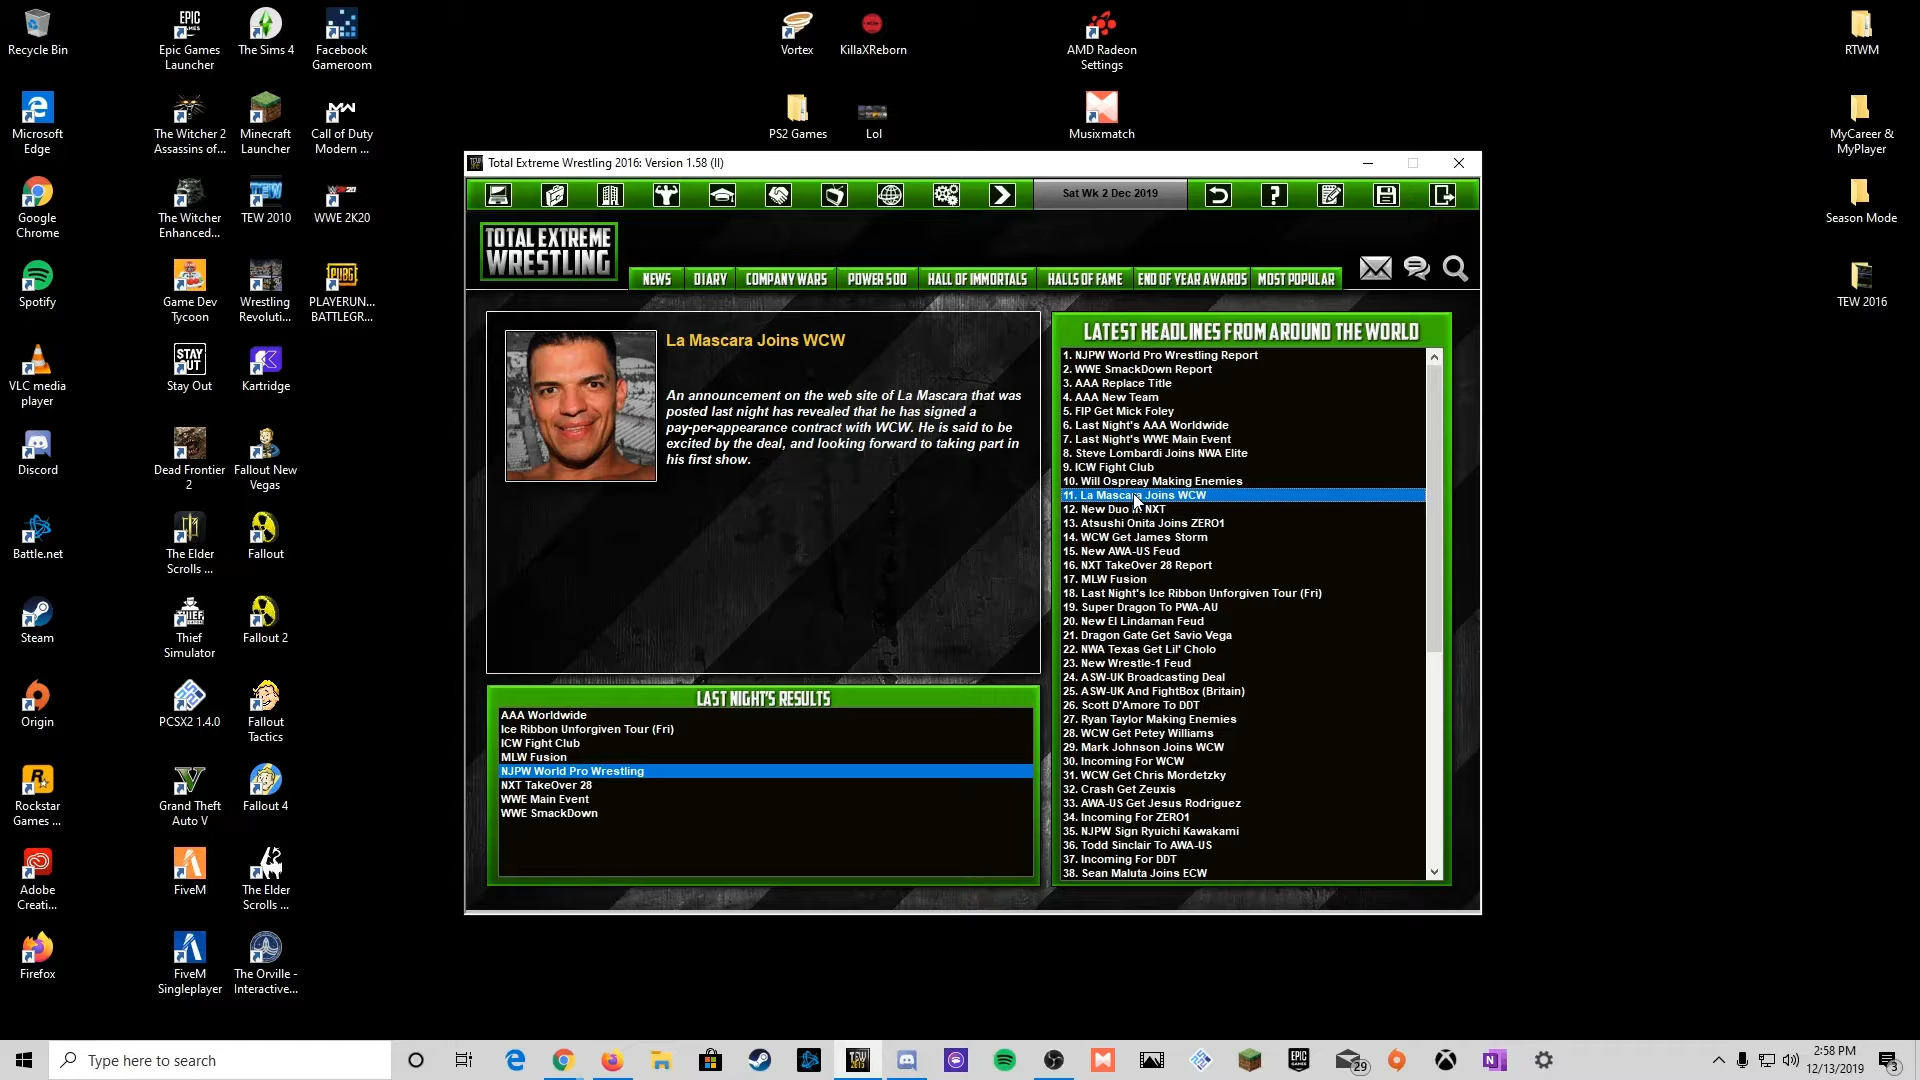 Recycle Bin
Epic Games
Launcher
The Sims 4
Facebook
Gameroom
Vortex
KillaXReborn
AMD Radeon
Settings
RTWM
Microsoft
Edge
The Witcher 2
Assassins of...
Minecraft
Launcher
Call of Duty
Modern ...
PS2 Games
Lol
Musixmatch
MyCareer &
MyPlayer
Google
Chrome
The Witcher
Enhanced...
TEW 2010
WWE 2K20
Season Mode
Spotify
Game Dev
Tycoon
Wrestling
Revoluti...
PLAYERUN...
BATTLEGR...
TEW 2016
VLC media
player
Stay Out
Kartridge
Discord
Dead Frontier
2
Fallout New
Vegas
Battle.net
The Elder
Scrolls ...
Fallout
Steam
Thief
Simulator
Fallout 2
Origin
PCSX2 1.4.0
Fallout
Tactics
Rockstar
Games ...
Grand Theft
Auto V
Fallout 4
Adobe
Creati...
FiveM
The Elder
Scrolls ...
Firefox
FiveM
Singleplayer
The Orville -
Interactive...
Total Extreme Wrestling 2016: Version 1.58 (II)
Sat Wk 2 Dec 2019
TOTAL EXTREME
WRESTLING
NEWS
DIARY
COMPANY WARS
POWER 500
HALL OF IMMORTALS
HALLS OF FAME
END OF YEAR AWARDS
MOST POPULAR
La Mascara Joins WCW
An announcement on the web site of La Mascara that was
posted last night has revealed that he has signed a
pay-per-appearance contract with WCW. He is said to be
excited by the deal, and looking forward to taking part in
his first show.
LAST NIGHT'S RESULTS
AAA Worldwide
Ice Ribbon Unforgiven Tour (Fri)
ICW Fight Club
MLW Fusion
NJPW World Pro Wrestling
NXT TakeOver 28
WWE Main Event
WWE SmackDown
LATEST HEADLINES FROM AROUND THE WORLD
1. NJPW World Pro Wrestling Report
2. WWE SmackDown Report
3. AAA Replace Title
4. AAA New Team
5. FIP Get Mick Foley
6. Last Night's AAA Worldwide
7. Last Night's WWE Main Event
8. Steve Lombardi Joins NWA Elite
9. ICW Fight Club
10. Will Ospreay Making Enemies
11. La Mascara Joins WCW
12. New Duo In NXT
13. Atsushi Onita Joins ZERO1
14. WCW Get James Storm
15. New AWA-US Feud
16. NXT TakeOver 28 Report
17. MLW Fusion
18. Last Night's Ice Ribbon Unforgiven Tour (Fri)
19. Super Dragon To PWA-AU
20. New El Lindaman Feud
21. Dragon Gate Get Savio Vega
22. NWA Texas Get Lil' Cholo
23. New Wrestle-1 Feud
24. ASW-UK Broadcasting Deal
25. ASW-UK And FightBox (Britain)
26. Scott D'Amore To DDT
27. Ryan Taylor Making Enemies
28. WCW Get Petey Williams
29. Mark Johnson Joins WCW
30. Incoming For WCW
31. WCW Get Chris Mordetzky
32. Crash Get Zeuxis
33. AWA-US Get Jesus Rodriguez
34. Incoming For ZERO1
35. NJPW Sign Ryuichi Kawakami
36. Todd Sinclair To AWA-US
37. Incoming For DDT
38. Sean Maluta Joins ECW
Type here to search
29
2:58 PM
12/13/2019
3